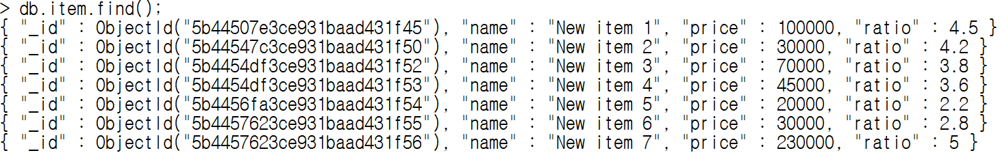 > db.item.find();
{ "_id" : ObjectId("5b44507e3ce931baad431f45"), "name" : "New item 1", "price" : 100000, "ratio" : 4.5 }
{ "_id" : ObjectId("5b44547c3ce931baad431f50"), "name" : "New item 2", "price" : 30000, "ratio" : 4.2 }
{ "_id" : ObjectId("5b4454df3ce931baad431f52"), "name" : "New item 3", "price" : 70000, "ratio" : 3.8 }
{ "_id" : ObjectId("5b4454df3ce931baad431f53"), "name" : "New item 4", "price" : 45000, "ratio" : 3.6 }
{ "_id" : ObjectId("5b4456fa3ce931baad431f54"), "name" : "New item 5", "price" : 20000, "ratio" : 2.2 }
{ "_id" : ObjectId("5b4457623ce931baad431f55"), "name" : "New item 6", "price" : 30000, "ratio" : 2.8 }
{ "_id" : ObjectId("5b4457623ce931baad431f56"), "name" : "New item 7", "price" : 230000, "ratio" : 5 }